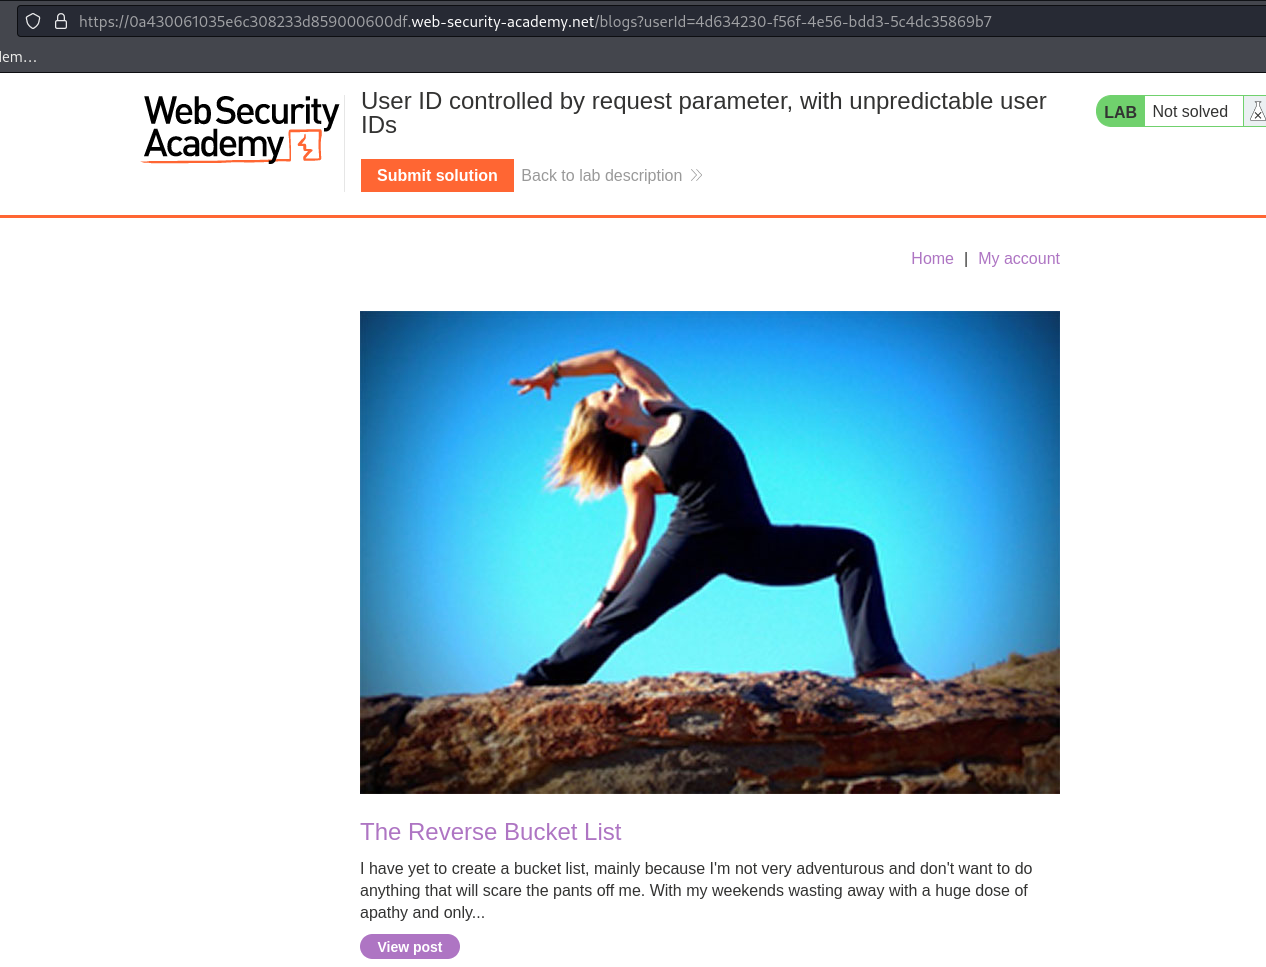 https://0a430061035e6c308233d859000600df.web-security-academy.net/blogs?userId=4d634230-f56f-4e56-bdd3-5c4dc35869b7
dem…
Web Security
Academy
User ID controlled by request parameter, with unpredictable user
IDs
LAB Not solved
Submit solution Back to lab description
Home | My account
The Reverse Bucket List
I have yet to create a bucket list, mainly because I'm not very adventurous and don't want to do
anything that will scare the pants off me. With my weekends wasting away with a huge dose of
apathy and only...
View post